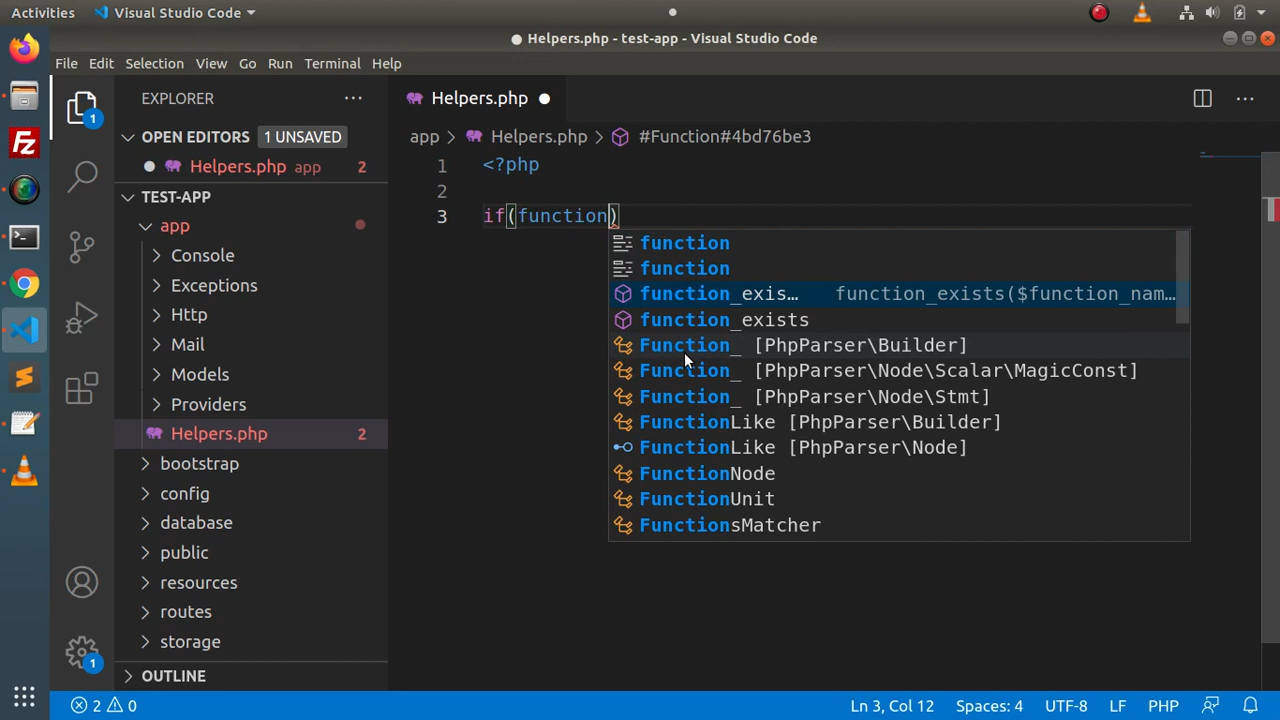 Activities Visual Studio Code
Helpers.php - test-app - Visual Studio Code
File Edit Selection View Go Run Terminal Help
EXPLORER
OPEN EDITORS 1 UNSAVED
Helpers.php app 2
TEST-APP
app
Console
Exceptions
Http
Mail
Models
Providers
Helpers.php 2
bootstrap
config
database
public
resources
routes
storage
OUTLINE
1
1
Fz
Helpers.php
app Helpers.php #Function#4bd76be3
1 <?php
2
3 if(function)
function
function
function_exis… function_exists($function_nam…
function_exists
Function_ [PhpParser\Builder]
Function_ [PhpParser\Node\Scalar\MagicConst]
Function_ [PhpParser\Node\Stmt]
FunctionLike [PhpParser\Builder]
FunctionLike [PhpParser\Node]
FunctionNode
FunctionUnit
FunctionsMatcher
2 0 Ln 3, Col 12 Spaces: 4 UTF-8 LF PHP